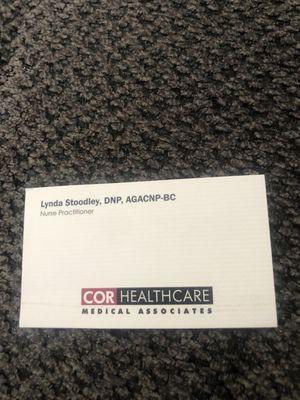 Lynda Stoodley, DNP, AGACNP-BC
Nurse Practitioner
COR HEALTHCARE
MEDICAL ASSOCIATES